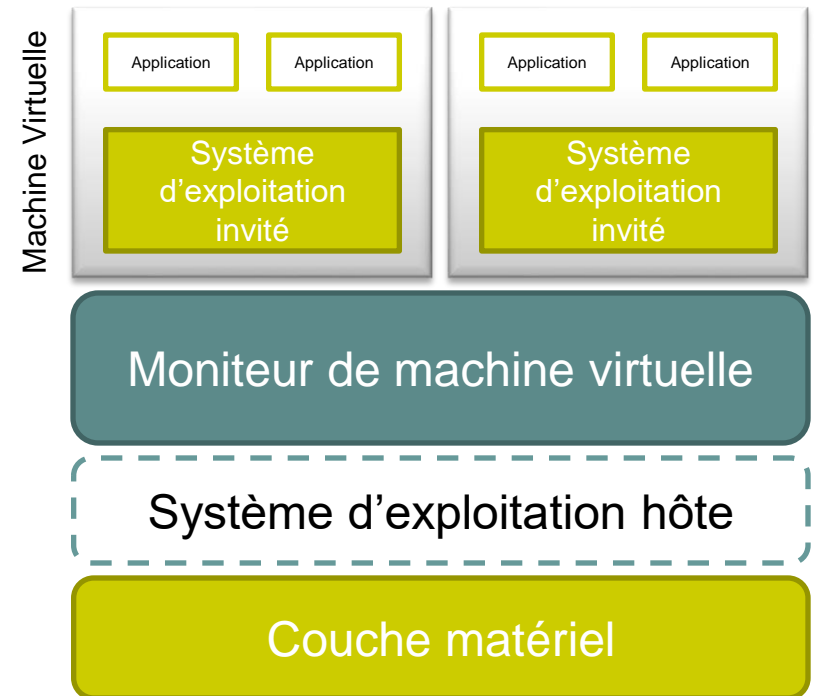 Machine Virtuelle
Application
Application
Application
Application
Système
d’exploitation
invité
Système
d’exploitation
invité
Moniteur de machine virtuelle
Système d’exploitation hôte
Couche matériel